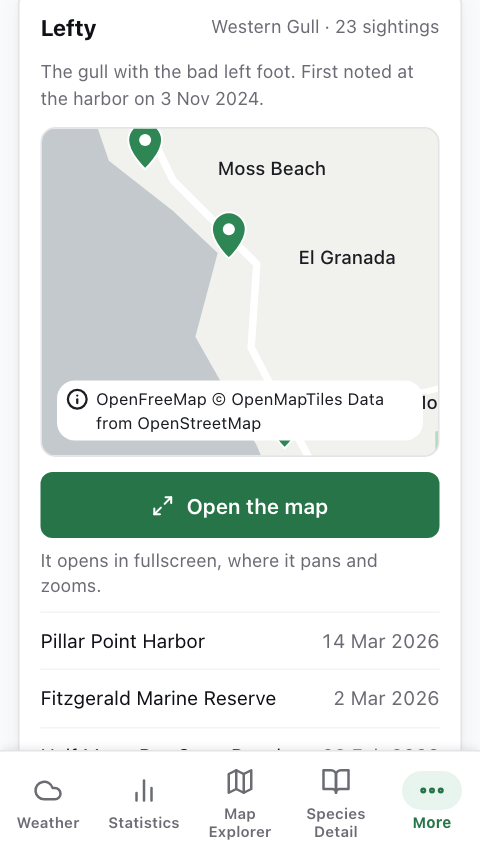 Lefty
Western Gull · 23 sightings
The gull with the bad left foot. First noted at
the harbor on 3 Nov 2024.
Moss Beach
El Granada
OpenFreeMap © OpenMapTiles Data
from OpenStreetMap
Open the map
It opens in fullscreen, where it pans and
zooms.
Pillar Point Harbor
14 Mar 2026
Fitzgerald Marine Reserve
2 Mar 2026
Weather
Statistics
Map
Explorer
Species
Detail
More